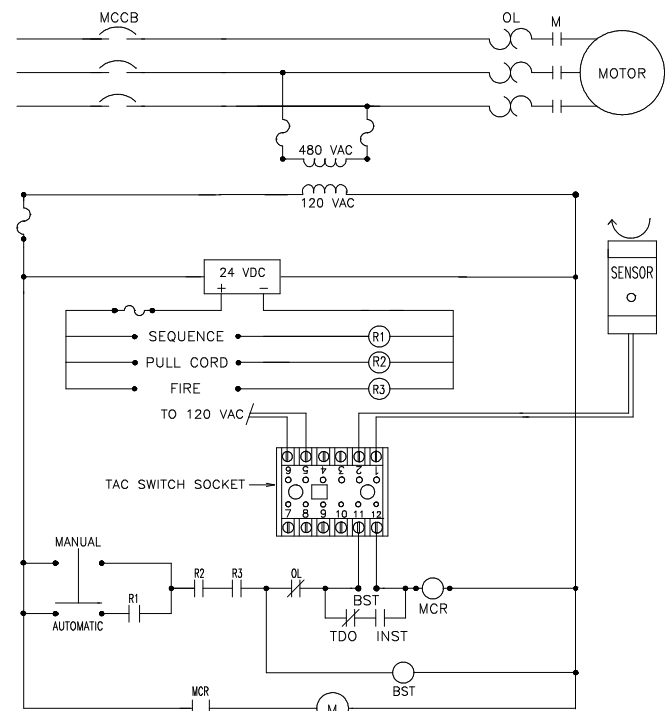 MCCB
OL
M
MOTOR
480 VAC
120 VAC
24 VDC
+ −
SENSOR
SEQUENCE
R1
PULL CORD
R2
FIRE
R3
TO 120 VAC
6 5 4 3 2 1
TAC SWITCH SOCKET
7 8 9 10 11 12
MANUAL
R1
AUTOMATIC
R2
R3
OL
BST
TDO
INST
MCR
BST
MCR
M